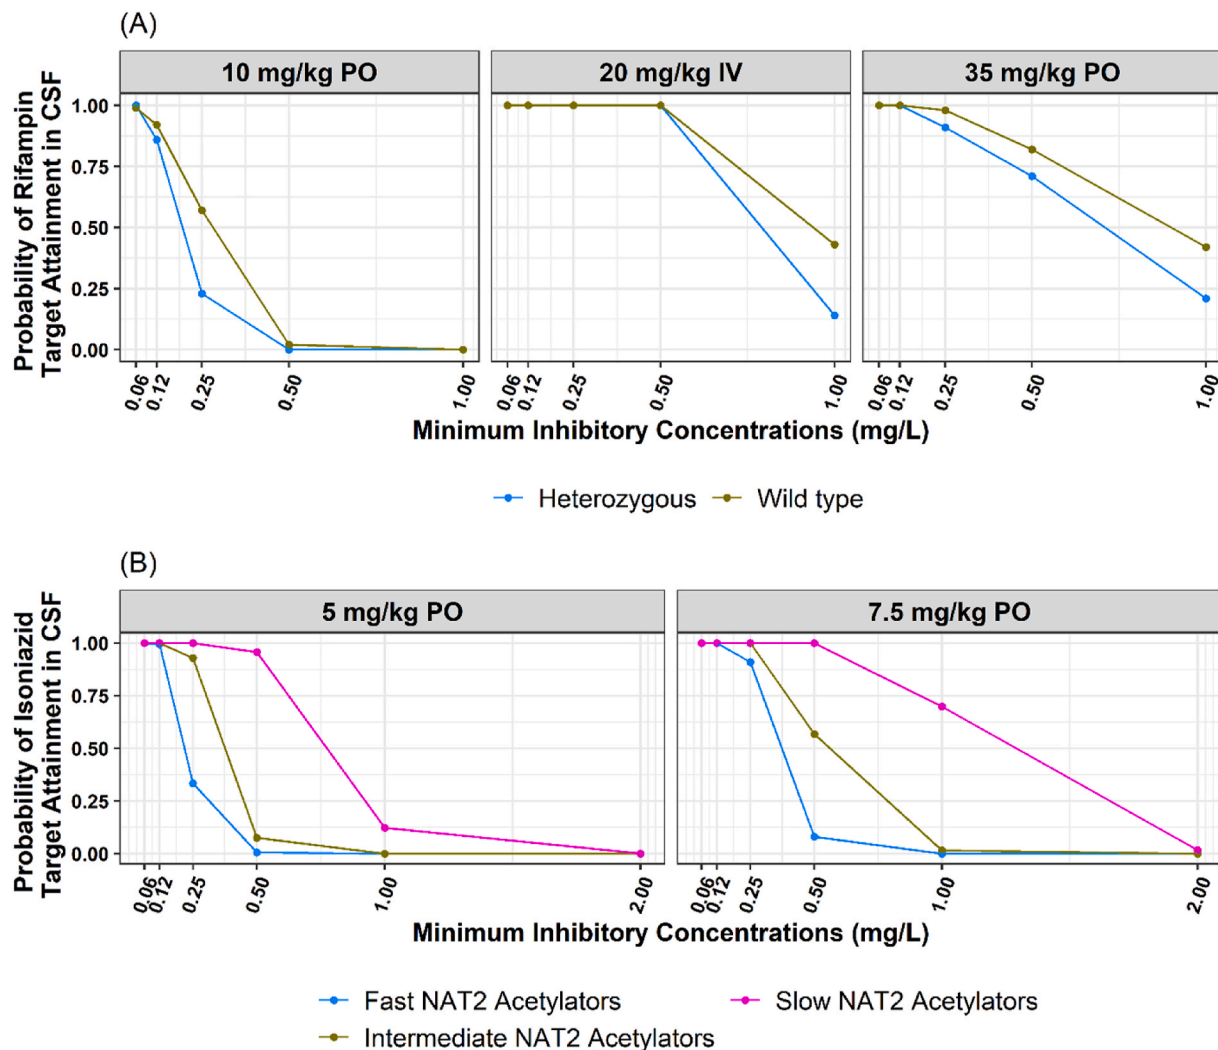 (A)
10 mg/kg PO
20 mg/kg IV
35 mg/kg PO
Probability of Rifampin
Target Attainment in CSF
1.00
0.75
0.50
0.25
0.00
0.06
0.12
0.25
0.50
1.00
0.06
0.12
0.25
0.50
1.00
0.06
0.12
0.25
0.50
1.00
Minimum Inhibitory Concentrations (mg/L)
Heterozygous
Wild type
(B)
5 mg/kg PO
7.5 mg/kg PO
Probability of Isoniazid
Target Attainment in CSF
1.00
0.75
0.50
0.25
0.00
0.06
0.12
0.25
0.50
1.00
2.00
0.06
0.12
0.25
0.50
1.00
2.00
Minimum Inhibitory Concentrations (mg/L)
Fast NAT2 Acetylators
Slow NAT2 Acetylators
Intermediate NAT2 Acetylators